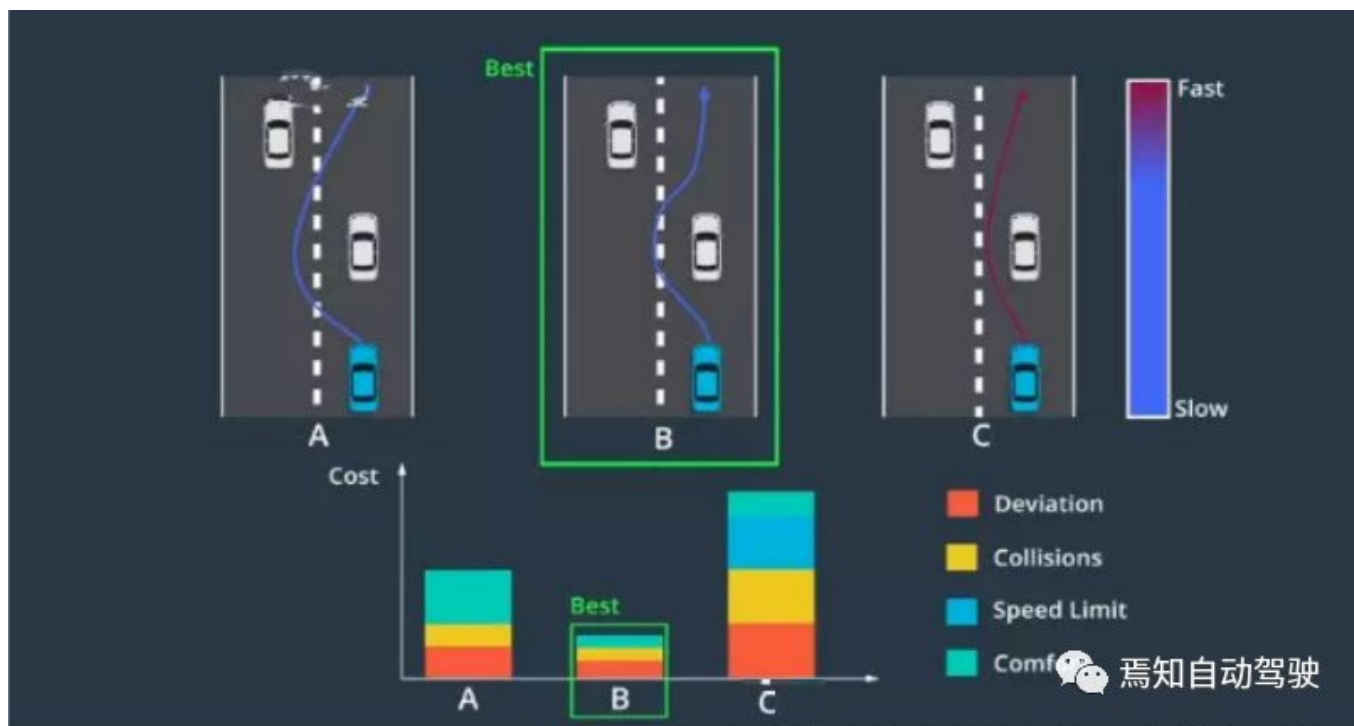 Best
Fast
Slow
A
B
C
Cost
Best
A
B
C
Deviation
Collisions
Speed Limit
焉知自动驾驶